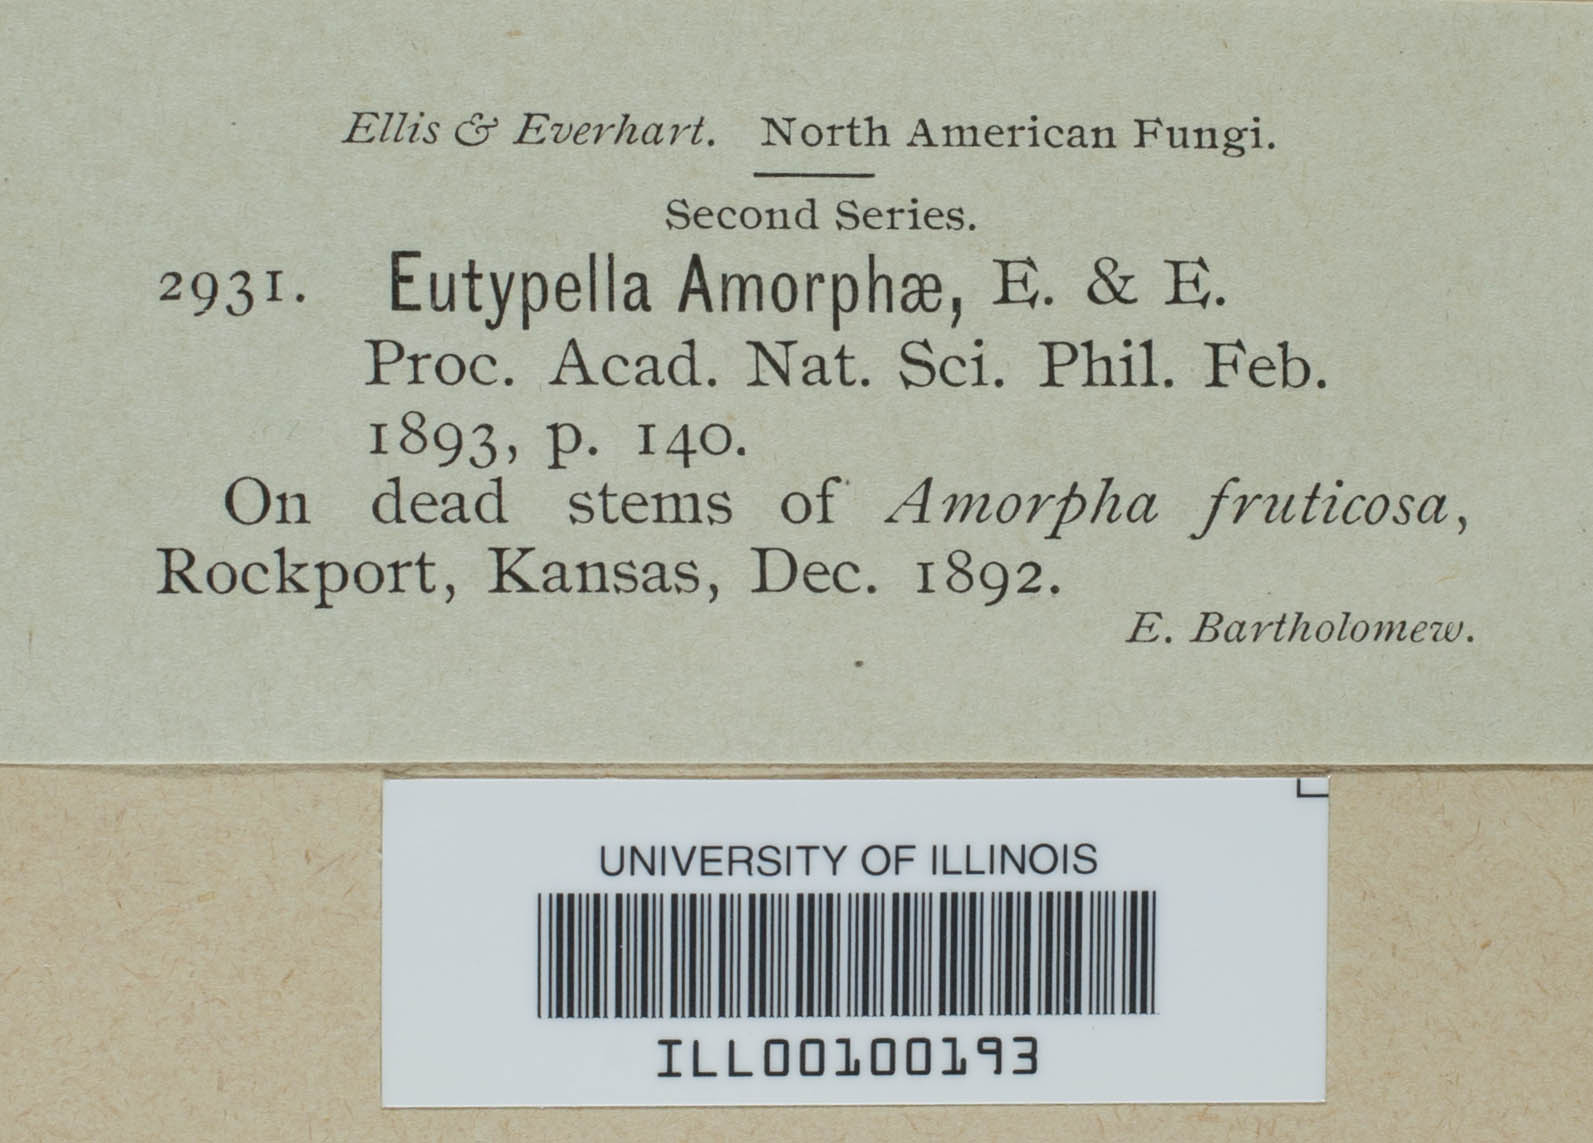 Ellis & Everhart. North American Fungi.
Second Series.
2931. Eutypella Amorphæ, E. & E.
Proc. Acad. Nat. Sci. Phil. Feb.
1893, p. 140.
On dead stems of Amorpha fruticosa,
Rockport, Kansas, Dec. 1892.
E. Bartholomew.
UNIVERSITY OF ILLINOIS
ILL00100193